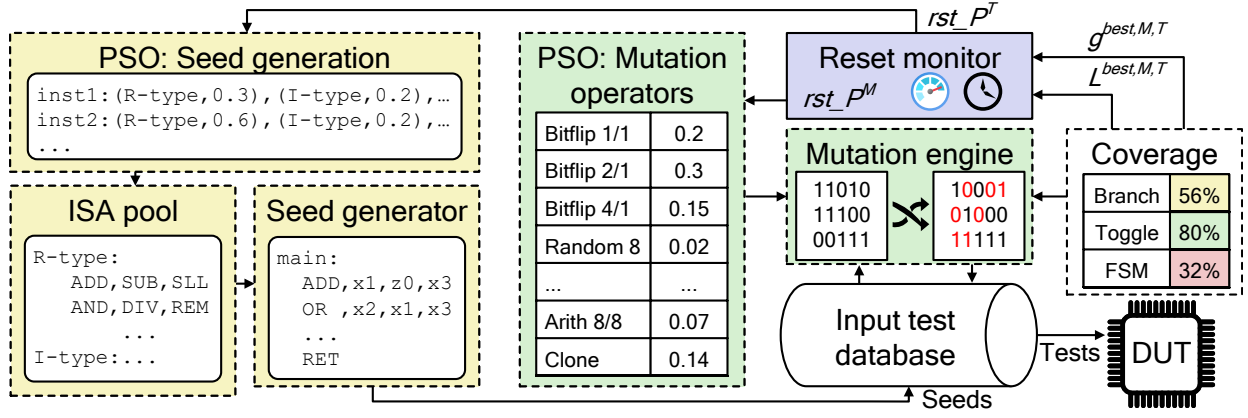 rst_P^T
PSO: Seed generation
inst1:(R-type,0.3),(I-type,0.2),…
inst2:(R-type,0.6),(I-type,0.2),…
...
ISA pool
R-type:
ADD,SUB,SLL
AND,DIV,REM
...
I-type:...
Seed generator
main:
ADD,x1,z0,x3
OR ,x2,x1,x3
...
RET
PSO: Mutation
operators
Bitflip 1/1 0.2
Bitflip 2/1 0.3
Bitflip 4/1 0.15
Random 8 0.02
... ...
Arith 8/8 0.07
Clone 0.14
Reset monitor
rst_P^M
g^best,M,T
L^best,M,T
Mutation engine
11010 10001
11100 01000
00111 11111
Coverage
Branch 56%
Toggle 80%
FSM 32%
Input test
database
Seeds
Tests
DUT